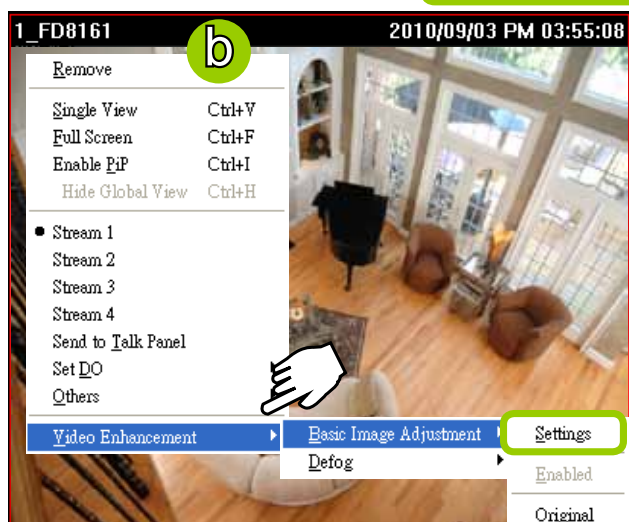 1_FD8161 2010/09/03 PM 03:55:08
b
Remove
Single View Ctrl+V
Full Screen Ctrl+F
Enable PiP Ctrl+I
Hide Global View Ctrl+H
Stream 1
Stream 2
Stream 3
Stream 4
Send to Talk Panel
Set DO
Others
Video Enhancement
Basic Image Adjustment
Defog
Settings
Enabled
Original